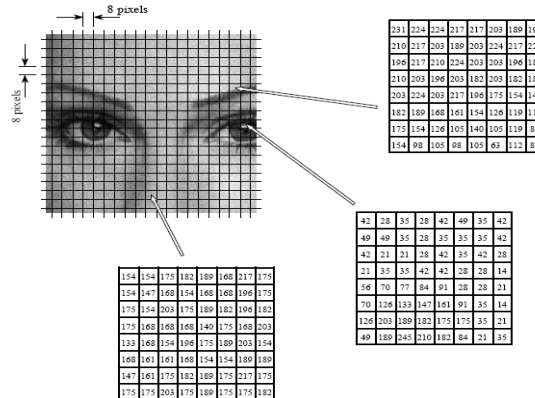 8 pixels
8 pixels
231 224 224 217 217 203 189
210 217 203 189 203 224 217
196 217 210 224 203 203 196
210 203 196 203 182 203 182
203 224 203 217 196 175 154
182 189 168 161 154 126 119
175 154 126 105 140 105 119
154 98 105 98 105 63 112
42 28 35 28 42 49 35 42
49 49 35 28 35 35 35 42
42 21 21 28 42 35 42 28
21 35 35 42 42 28 28 14
56 70 77 84 91 28 28 21
70 126 133 147 161 91 35 14
126 203 189 182 175 175 35 21
49 189 245 210 182 84 21 35
154 154 175 182 189 168 217 175
154 147 168 154 168 168 196 175
175 154 203 175 189 182 196 182
175 168 168 168 140 175 168 203
133 168 154 196 175 189 203 154
168 161 161 168 154 154 189 189
147 161 175 182 189 175 217 175
175 175 203 175 189 175 175 182